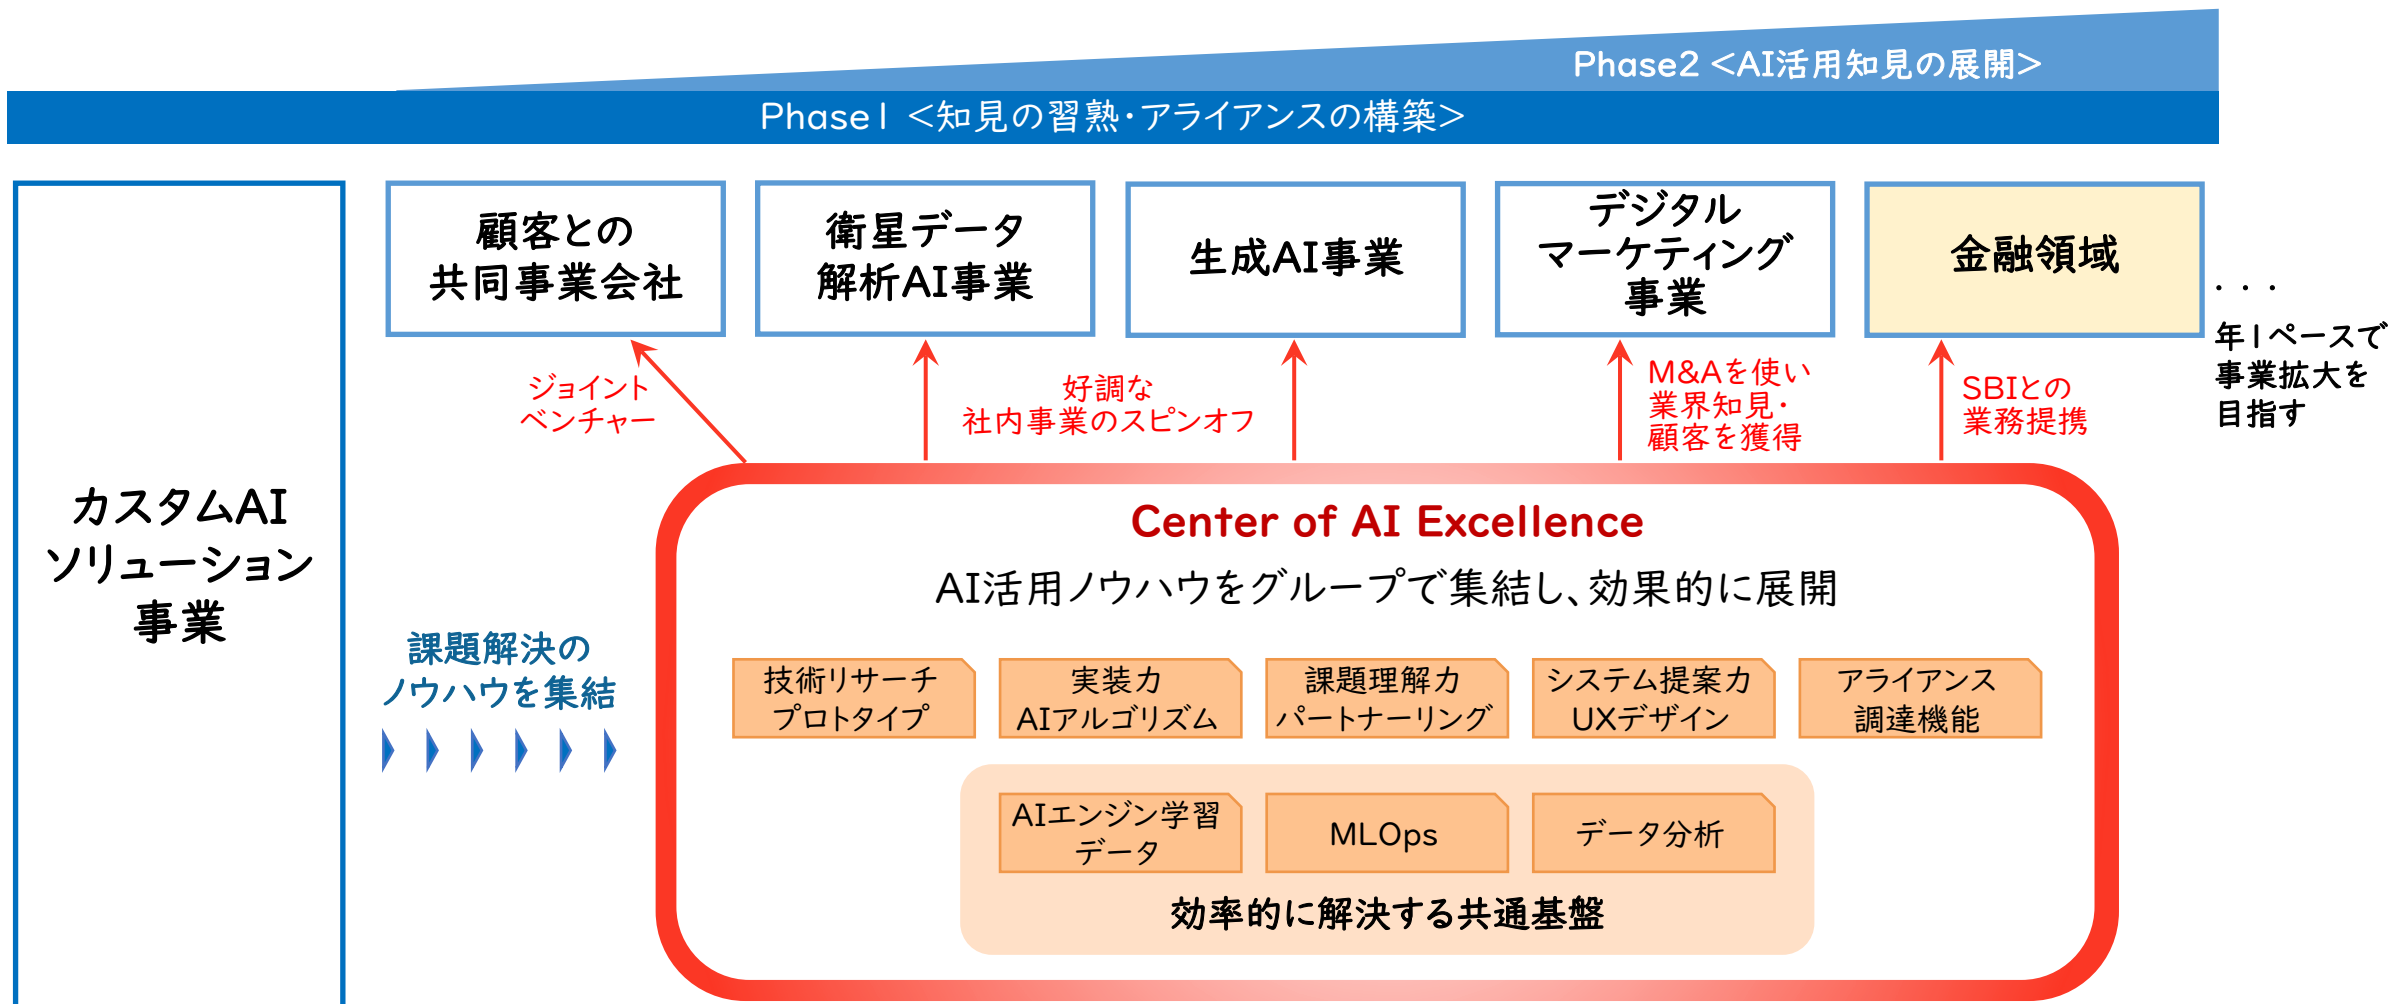 Phase2 <AI活用知見の展開>
Phase1 <知見の習熟・アライアンスの構築>
カスタムAI
ソリューション
事業
顧客との
共同事業会社
衛星データ
解析AI事業
生成AI事業
デジタル
マーケティング
事業
金融領域
・・・
年1ペースで
事業拡大を
目指す
ジョイント
ベンチャー
好調な
社内事業のスピンオフ
M&Aを使い
業界知見・
顧客を獲得
SBIとの
業務提携
課題解決の
ノウハウを集結
Center of AI Excellence
AI活用ノウハウをグループで集結し、効果的に展開
技術リサーチ
プロトタイプ
実装力
AIアルゴリズム
課題理解力
パートナーリング
システム提案力
UXデザイン
アライアンス
調達機能
AIエンジン学習
データ
MLOps
データ分析
効率的に解決する共通基盤